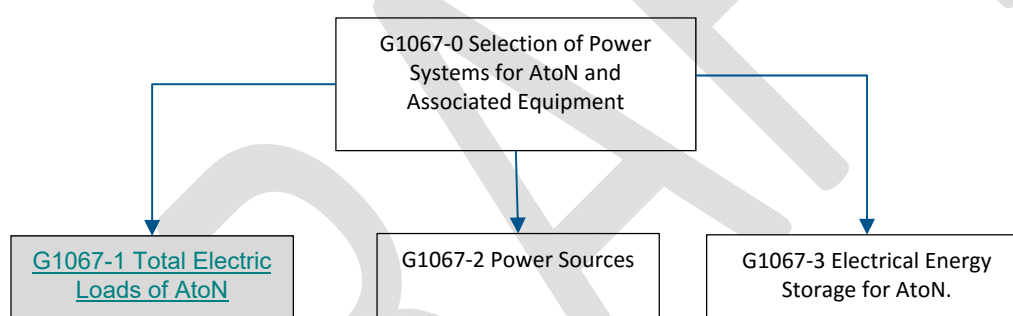 G1067-0 Selection of Power
Systems for AtoN and
Associated Equipment
G1067-1 Total Electric
Loads of AtoN
G1067-2 Power Sources
G1067-3 Electrical Energy
Storage for AtoN.